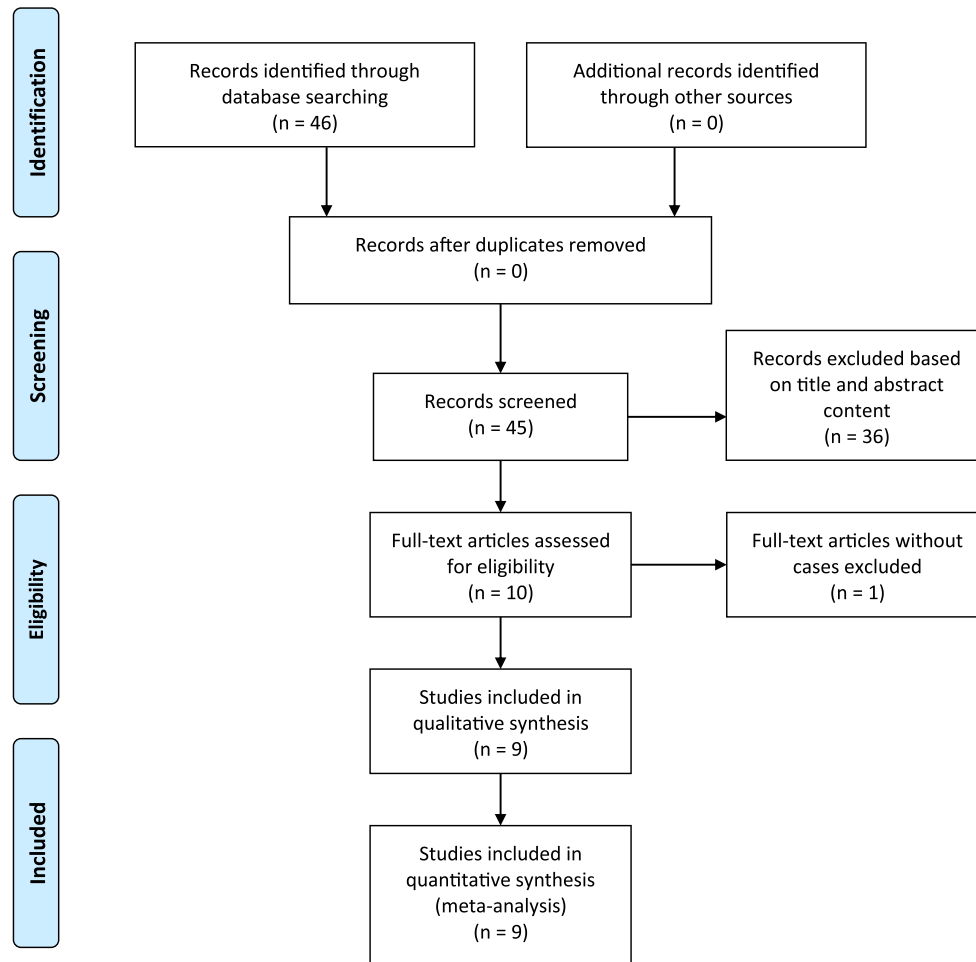 Identification
Records identified through
database searching
(n = 46)
Additional records identified
through other sources
(n = 0)
Records after duplicates removed
(n = 0)
Screening
Records screened
(n = 45)
Records excluded based
on title and abstract
content
(n = 36)
Eligibility
Full-text articles assessed
for eligibility
(n = 10)
Full-text articles without
cases excluded
(n = 1)
Studies included in
qualitative synthesis
(n = 9)
Included
Studies included in
quantitative synthesis
(meta-analysis)
(n = 9)